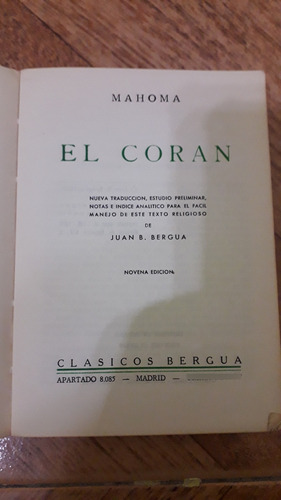 MAHOMA
EL CORAN
NUEVA TRADUCCION, ESTUDIO PRELIMINAR,
NOTAS E INDICE ANALITICO PARA EL FACIL
MANEJO DE ESTE TEXTO RELIGIOSO
DE
JUAN B. BERGUA
NOVENA EDICION
CLASICOS BERGUA
APARTADO 8.085 — MADRID —